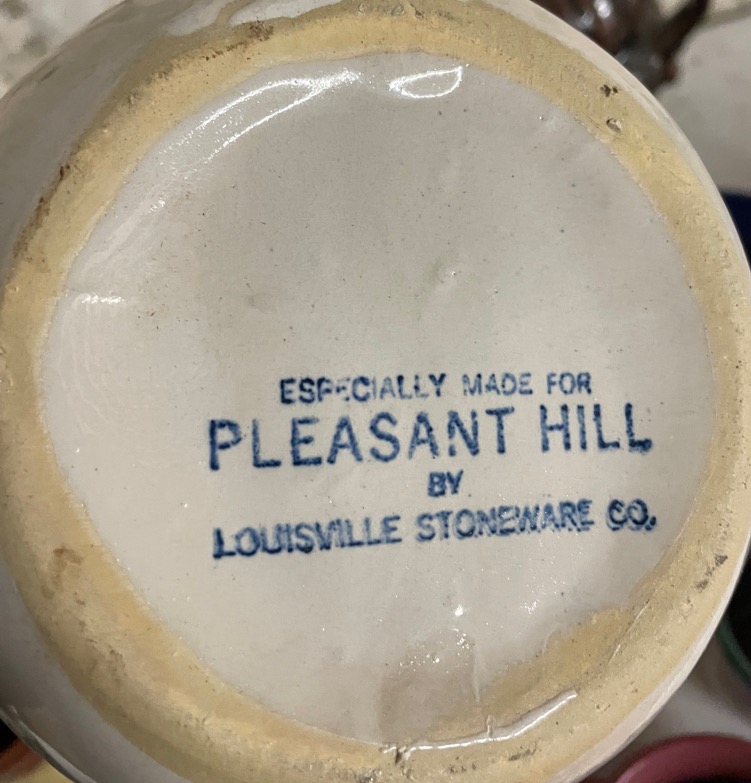 ESPECIALLY MADE FOR
PLEASANT HILL
BY
LOUISVILLE STONEWARE CO.